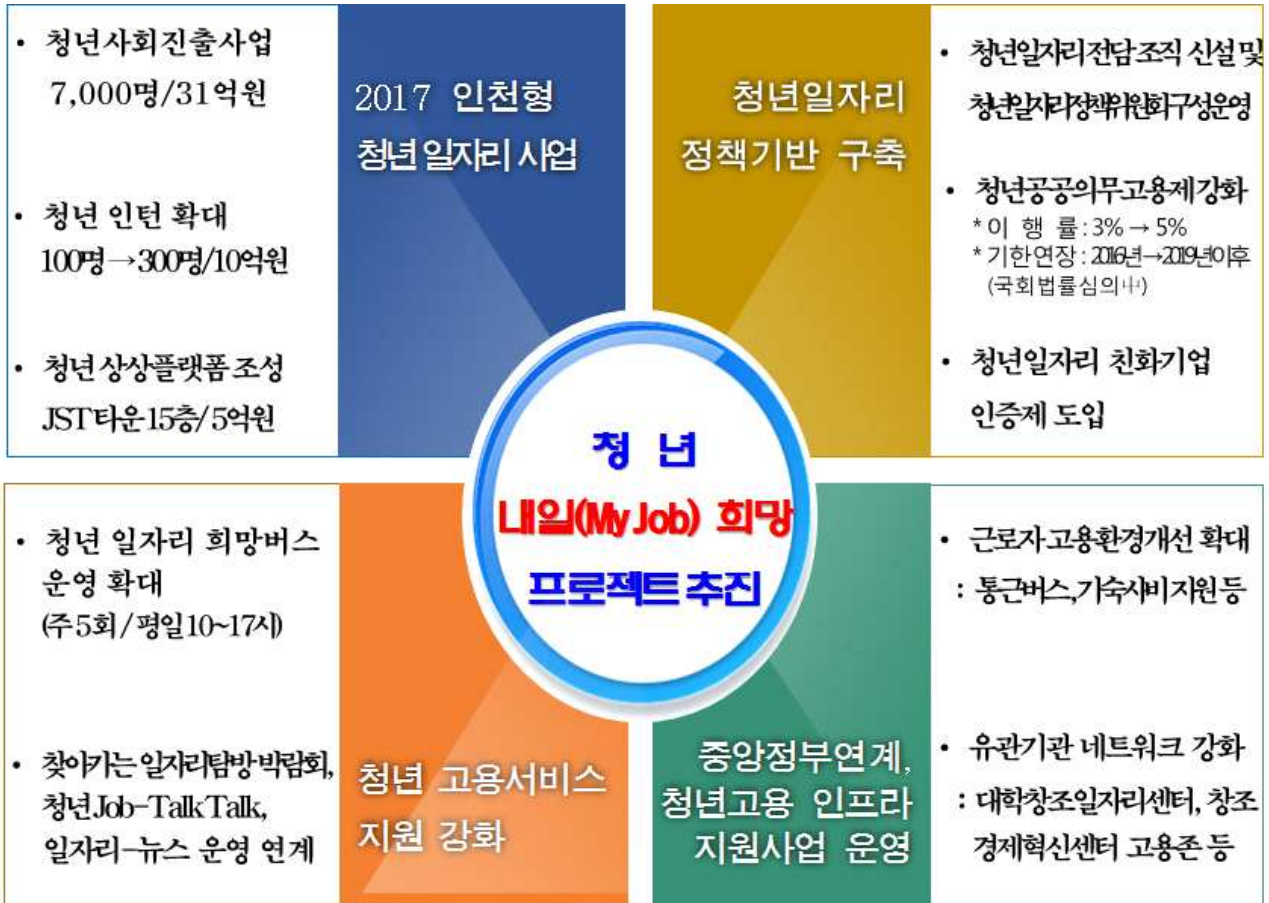 • 청년사회진출사업
7,000명/31억원
• 청년 인턴 확대
100명→300명/10억원
• 청년 상상플랫폼 조성
JST타운 15층/5억원
2017 인천형
청년 일자리 사업
청년일자리
정책기반 구축
• 청년일자리전담 조직 신설 및
청년일자리정책위원회구성운영
• 청년공공의무고용제 강화
* 이 행 률 : 3% → 5%
* 기한연장 : 2016년→2019년이후
(국회법률심의中)
• 청년일자리 친화기업
인증제 도입
청 년
내일(My Job) 희망
프로젝트 추진
• 청년 일자리 희망버스
운영 확대
(주5회/평일10~17시)
• 찾아가는 일자리탐방 박람회,
청년 Job-Talk Talk,
일자리-뉴스 운영 연계
청년 고용서비스
지원 강화
중앙정부연계,
청년고용 인프라
지원사업 운영
• 근로자 고용환경개선 확대
: 통근버스, 기숙사비 지원 등
• 유관기관 네트워크 강화
: 대학창조일자리센터, 창조
경제혁신센터 고용존 등